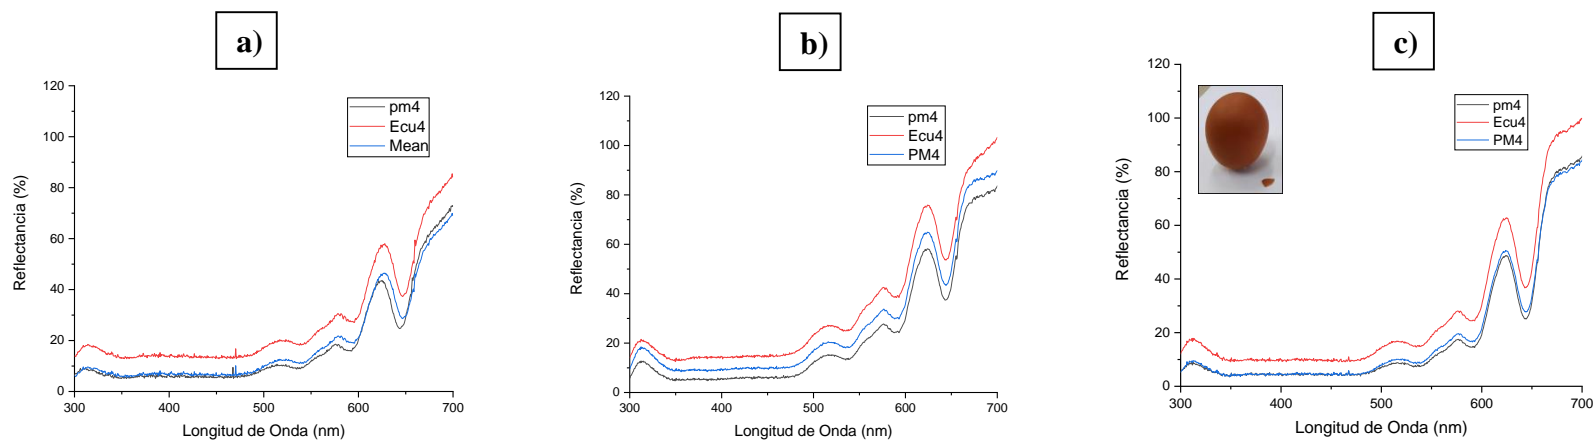 a)
120
100
80
60
40
20
0
Reflectancia (%)
300 400 500 600 700
Longitud de Onda (nm)
pm4
Ecu4
Mean
b)
120
100
80
60
40
20
0
Reflectancia (%)
300 400 500 600 700
Longitud de Onda (nm)
pm4
Ecu4
PM4
c)
120
100
80
60
40
20
0
Reflectancia (%)
300 400 500 600 700
Longitud de Onda (nm)
pm4
Ecu4
PM4